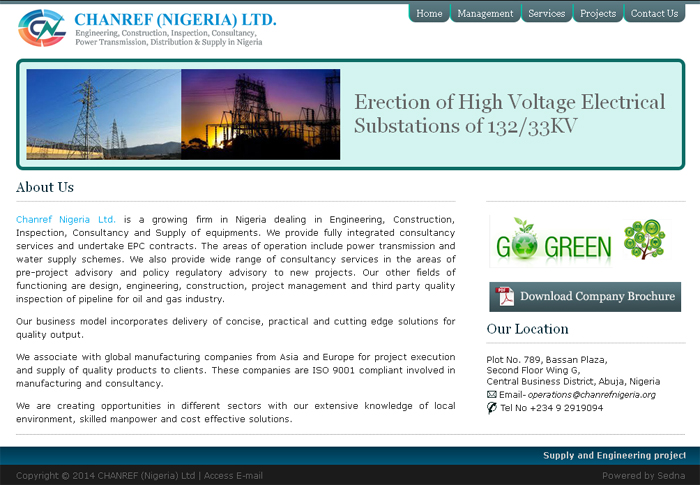 CHANREF (NIGERIA) LTD.
Engineering, Construction, Inspection, Consultancy,
Power Transmission, Distribution & Supply in Nigeria
Home Management Services Projects Contact Us
Erection of High Voltage Electrical
Substations of 132/33KV
About Us
Chanref Nigeria Ltd. is a growing firm in Nigeria dealing in Engineering, Construction,
Inspection, Consultancy and Supply of equipments. We provide fully integrated consultancy
services and undertake EPC contracts. The areas of operation include power transmission and
water supply schemes. We also provide wide range of consultancy services in the areas of
pre-project advisory and policy regulatory advisory to new projects. Our other fields of
functioning are design, engineering, construction, project management and third party quality
inspection of pipeline for oil and gas industry.
Our business model incorporates delivery of concise, practical and cutting edge solutions for
quality output.
We associate with global manufacturing companies from Asia and Europe for project execution
and supply of quality products to clients. These companies are ISO 9001 compliant involved in
manufacturing and consultancy.
We are creating opportunities in different sectors with our extensive knowledge of local
environment, skilled manpower and cost effective solutions.
GO GREEN
PDF Download Company Brochure
Our Location
Plot No. 789, Bassan Plaza,
Second Floor Wing G,
Central Business District, Abuja, Nigeria
Email- operations@chanrefnigeria.org
Tel No +234 9 2919094
Supply and Engineering project
Copyright © 2014 CHANREF (Nigeria) Ltd | Access E-mail
Powered by Sedna